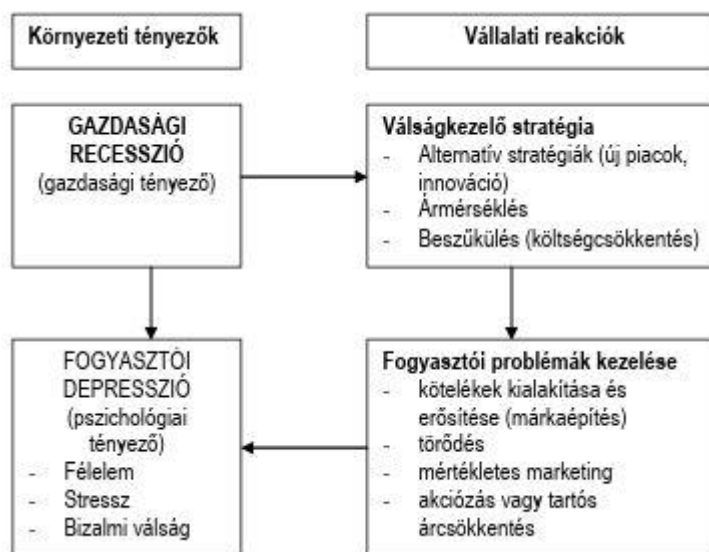 Környezeti tényezők
Vállalati reakciók
GAZDASÁGI
RECESSZIÓ
(gazdasági tényező)
Válságkezelő stratégia
- Alternatív stratégiák (új piacok,
innováció)
- Ármérséklés
- Beszűkülés (költségcsökkentés)
FOGYASZTÓI
DEPRESSZIÓ
(pszichológiai
tényező)
- Félelem
- Stressz
- Bizalmi válság
Fogyasztói problémák kezelése
- kötelékek kialakítása és
erősítése (márkaépítés)
- törődés
- mértékletes marketing
- akciózás vagy tartós
árcsökkentés